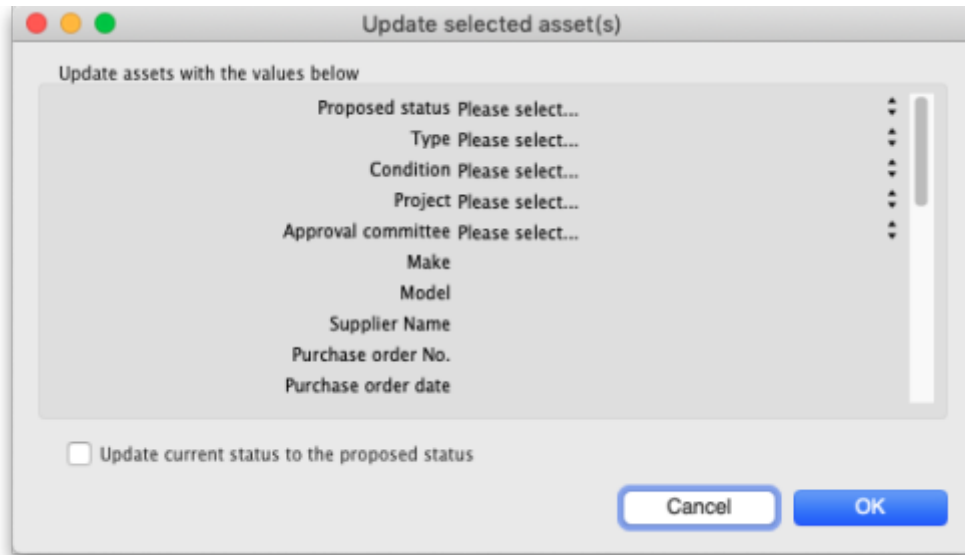 Update selected asset(s)
Update assets with the values below
Proposed status Please select...
Type Please select...
Condition Please select...
Project Please select...
Approval committee Please select...
Make
Model
Supplier Name
Purchase order No.
Purchase order date
Update current status to the proposed status
Cancel OK